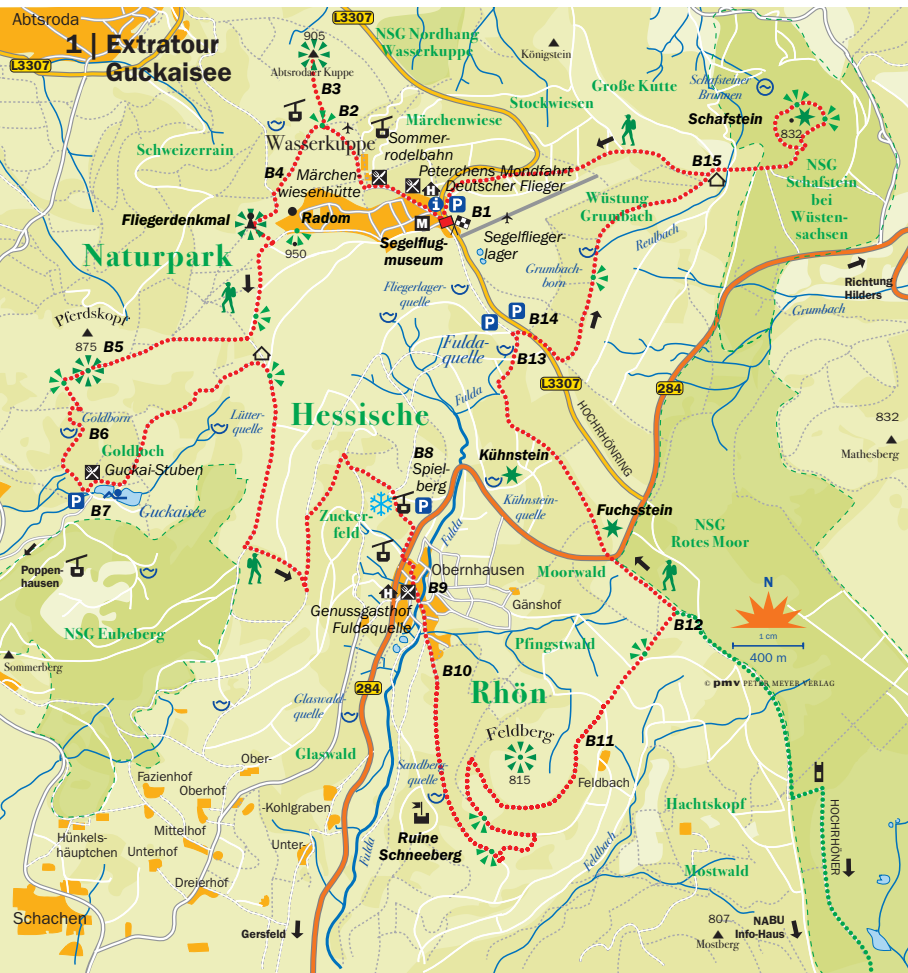 Abtsroda
1 | Extratour
Guckaisee
L3307
L3307
905
Abtsrodaer Kuppe
NSG Nordhang
Wasserkuppe
Königstein
Große Kütte
Schafsteiner
Brunnen
Schafstein
832
NSG
Schafstein
bei
Wüsten-
sachsen
B3
B2
Stockwiesen
Märchenwiese
Schweizerrain
Wasserkuppe
Sommer-
rodelbahn
B4
Märchen
wiesenhütte
Peterchens Mondfahrt
Deutscher Flieger
B15
Fliegerdenkmal
Radom
i
P
B1
M
Wüstung
Grumbach
Reulbach
950
Segelflug-
museum
Segelflieger-
lager
Naturpark
Grumbach-
born
Fliegerlager-
quelle
Richtung
Hilders
Grumbach
Pferdskopf
875
B5
P
P
B14
Fulda-
quelle
B13
L3307
284
HOCHRHÖNRING
Fulda
Goldborn
Lütter-
quelle
Hessische
B6
Goldloch
Guckai-Stuben
832
Mathesberg
P
B7
Guckaisee
B8
Spiel-
berg
P
Kühnstein
Kühnstein-
quelle
Zucker-
feld
Fulda
Fuchsstein
NSG
Rotes Moor
Poppen-
hausen
Obernhausen
Moorwald
B9
H
Genussgasthof
Fuldaquelle
Gänshof
N
B12
1 cm
400 m
© pmv PETER MEYER VERLAG
NSG Eubeberg
Sommerberg
Pfingstwald
B10
Rhön
284
Glaswald-
quelle
Feldberg
815
B11
Glaswald
Sandberg-
quelle
Feldbach
Ober-
Fazienhof
Oberhof
-Kohlgraben
Hachtskopf
HOCHRHÖNER
Hünkels-
häuptchen
Mittelhof
Unterhof
Unter-
Ruine
Schneeberg
Feldbach
Mostwald
Fulda
Dreierhof
Schachen
Gersfeld
807
Mostberg
NABU
Info-Haus